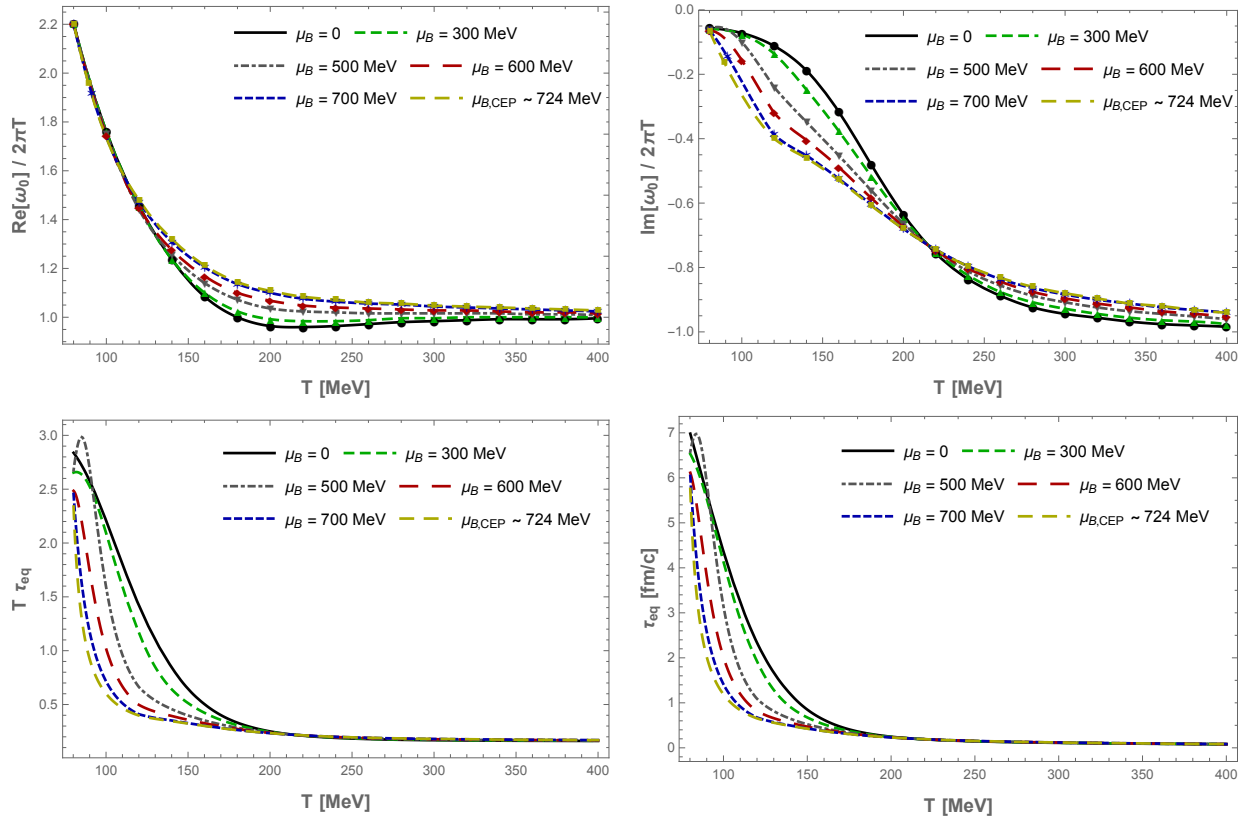 Re[ω₀] / 2πT
2.2
2.0
1.8
1.6
1.4
1.2
1.0
100
150
200
250
300
350
400
T [MeV]
μB = 0
μB = 300 MeV
μB = 500 MeV
μB = 600 MeV
μB = 700 MeV
μB,CEP ~ 724 MeV
Im[ω₀] / 2πT
0.0
−0.2
−0.4
−0.6
−0.8
−1.0
100
150
200
250
300
350
400
T [MeV]
μB = 0
μB = 300 MeV
μB = 500 MeV
μB = 600 MeV
μB = 700 MeV
μB,CEP ~ 724 MeV
T τeq
3.0
2.5
2.0
1.5
1.0
0.5
100
150
200
250
300
350
400
T [MeV]
μB = 0
μB = 300 MeV
μB = 500 MeV
μB = 600 MeV
μB = 700 MeV
μB,CEP ~ 724 MeV
τeq [fm/c]
7
6
5
4
3
2
1
0
100
150
200
250
300
350
400
T [MeV]
μB = 0
μB = 300 MeV
μB = 500 MeV
μB = 600 MeV
μB = 700 MeV
μB,CEP ~ 724 MeV